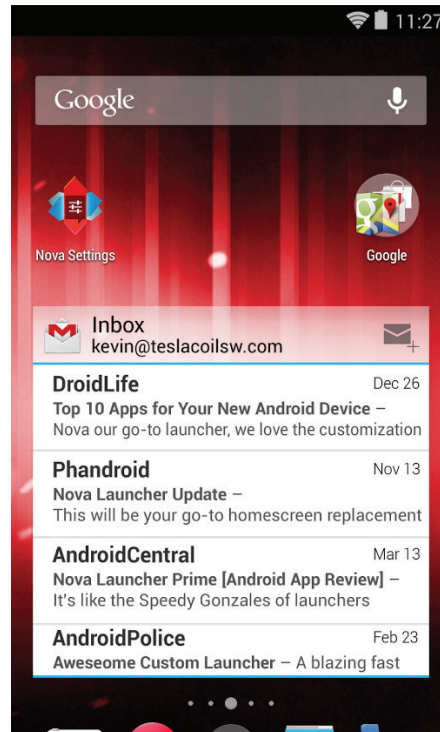 11:27
Google
Nova Settings
Google
Inbox
kevin@teslacoilsw.com
DroidLife Dec 26
Top 10 Apps for Your New Android Device –
Nova our go-to launcher, we love the customization
Phandroid Nov 13
Nova Launcher Update –
This will be your go-to homescreen replacement
AndroidCentral Mar 13
Nova Launcher Prime [Android App Review] –
It's like the Speedy Gonzales of launchers
AndroidPolice Feb 23
Aweseome Custom Launcher – A blazing fast